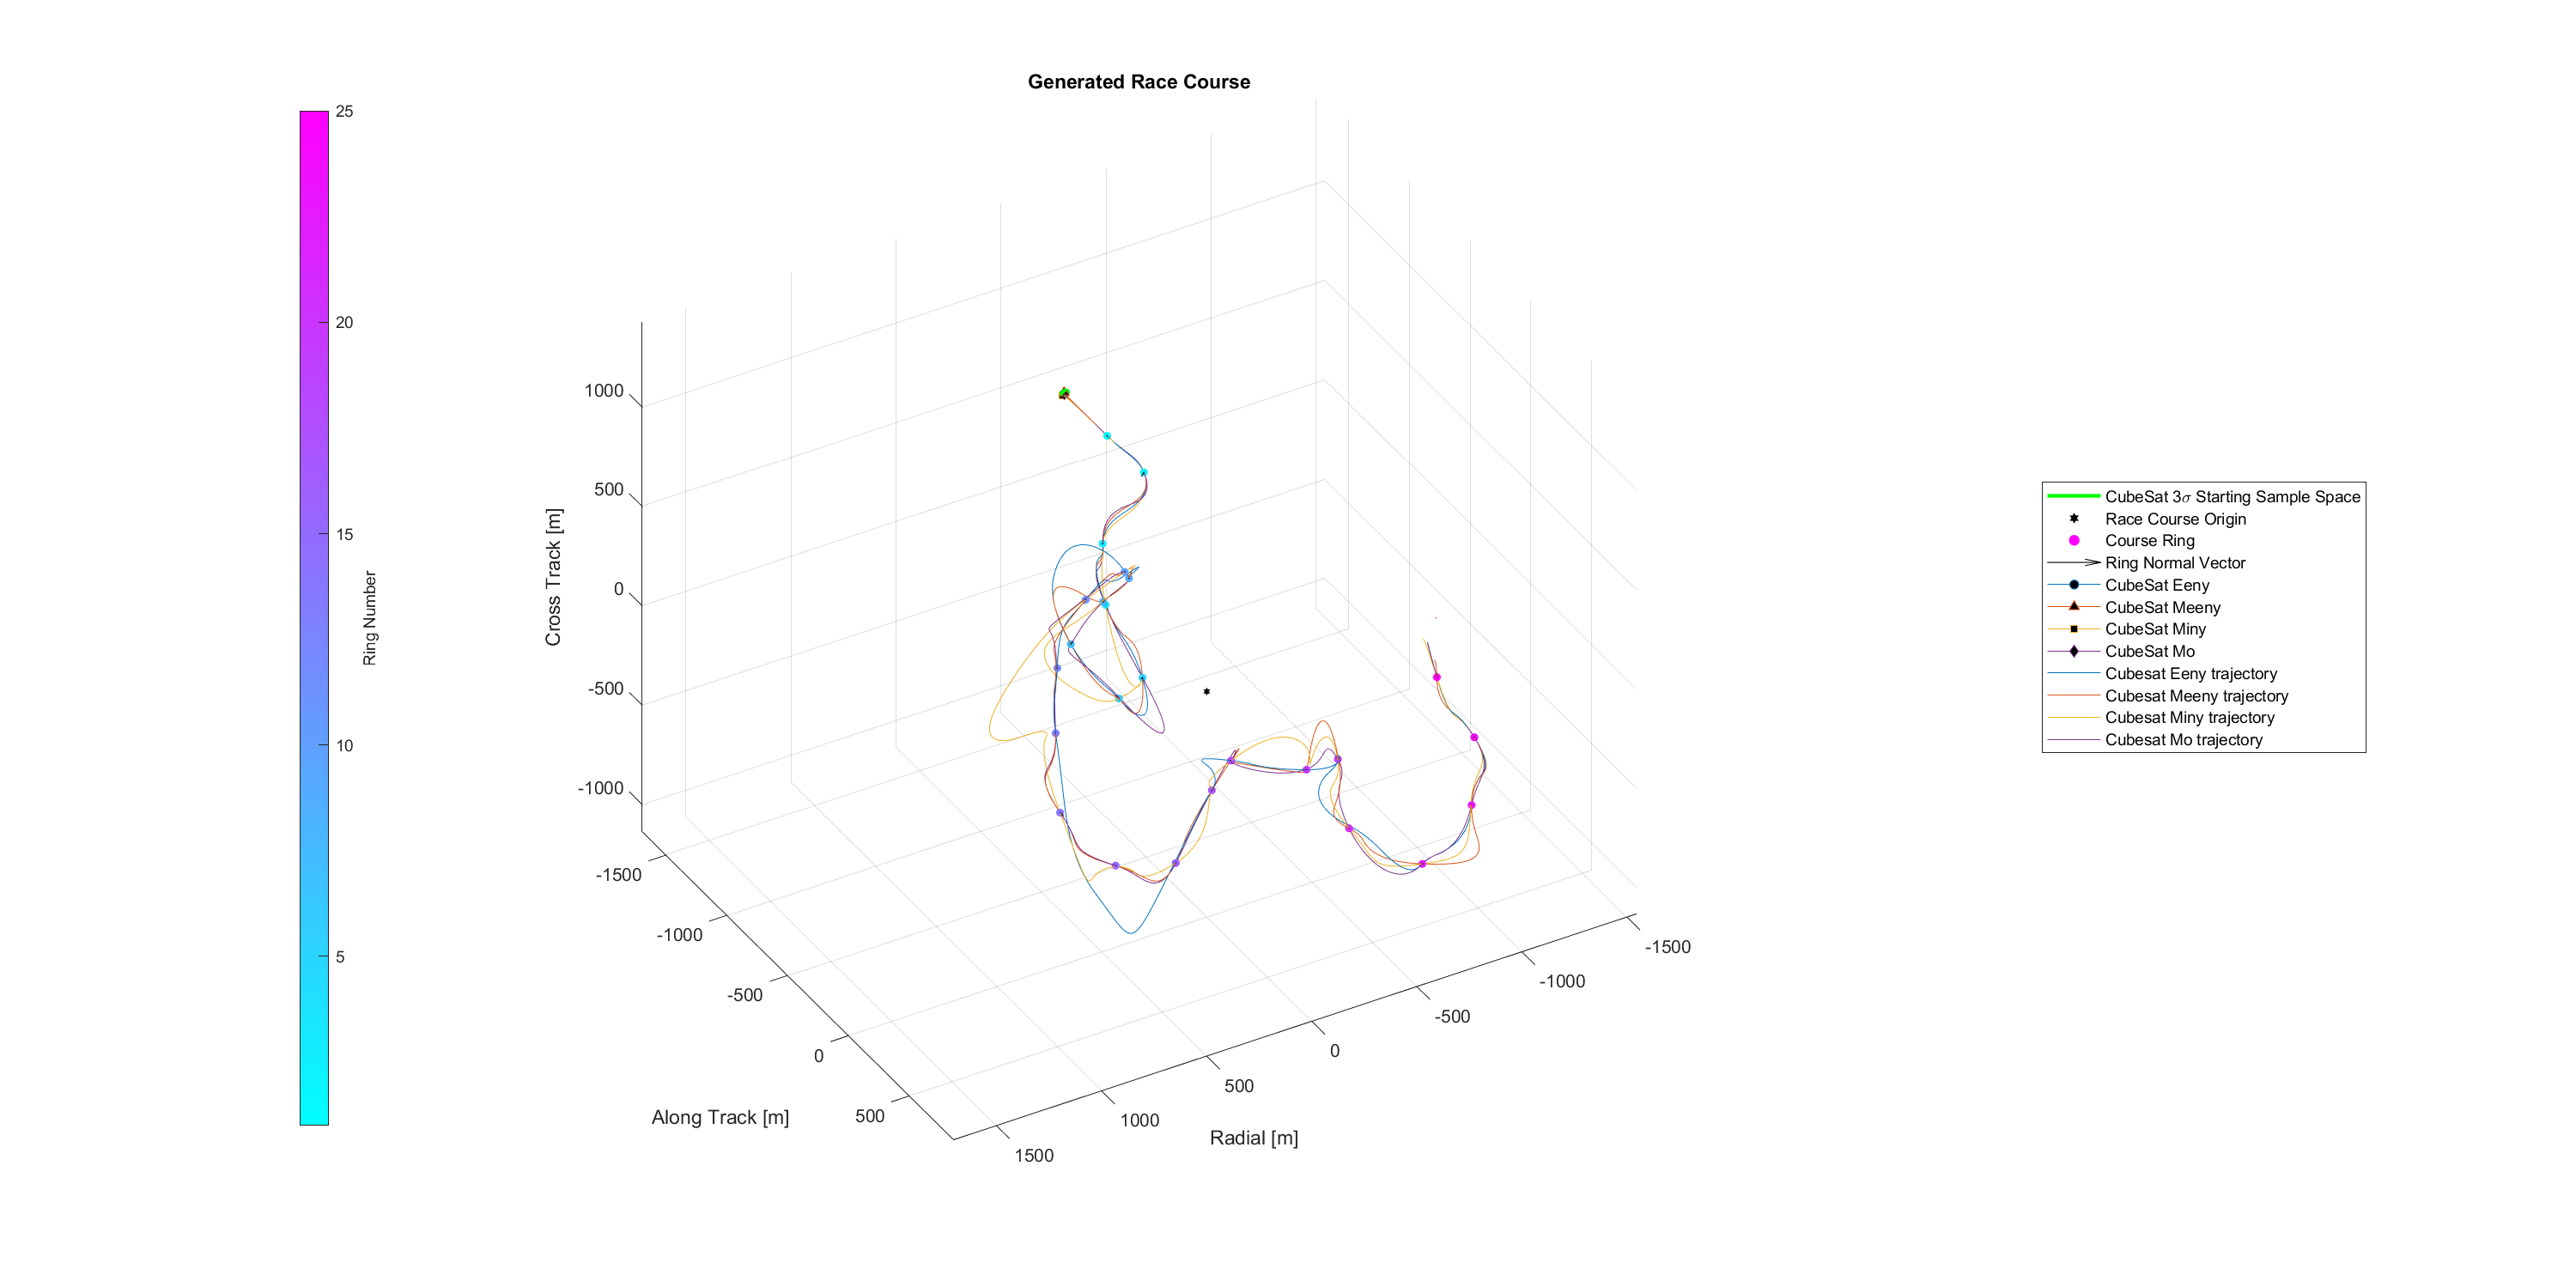 Generated Race Course
25
20
15
10
5
Ring Number
1000
500
0
-500
-1000
Cross Track [m]
-1500
-1000
-500
0
500
Along Track [m]
-1500
-1000
-500
0
500
1000
1500
Radial [m]
CubeSat 3σ Starting Sample Space
Race Course Origin
Course Ring
Ring Normal Vector
CubeSat Eeny
CubeSat Meeny
CubeSat Miny
CubeSat Mo
Cubesat Eeny trajectory
Cubesat Meeny trajectory
Cubesat Miny trajectory
Cubesat Mo trajectory